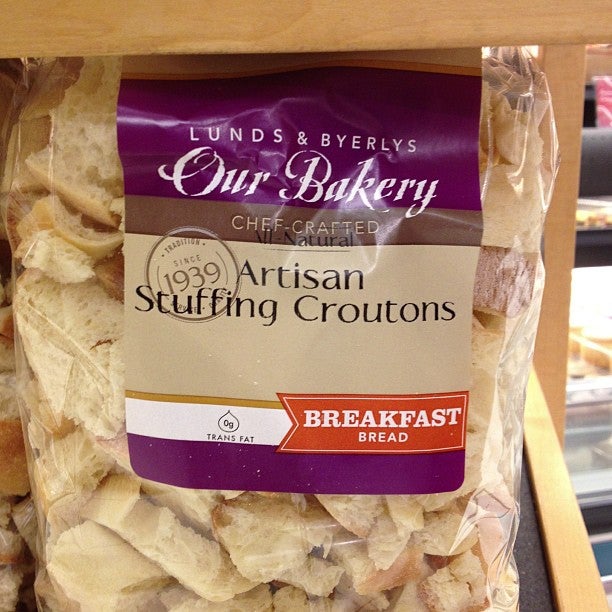 LUNDS & BYERLYS
Our Bakery
CHEF-CRAFTED
All-Natural
TRADITION
SINCE
1939
Artisan
Stuffing Croutons
0g
TRANS FAT
BREAKFAST
BREAD